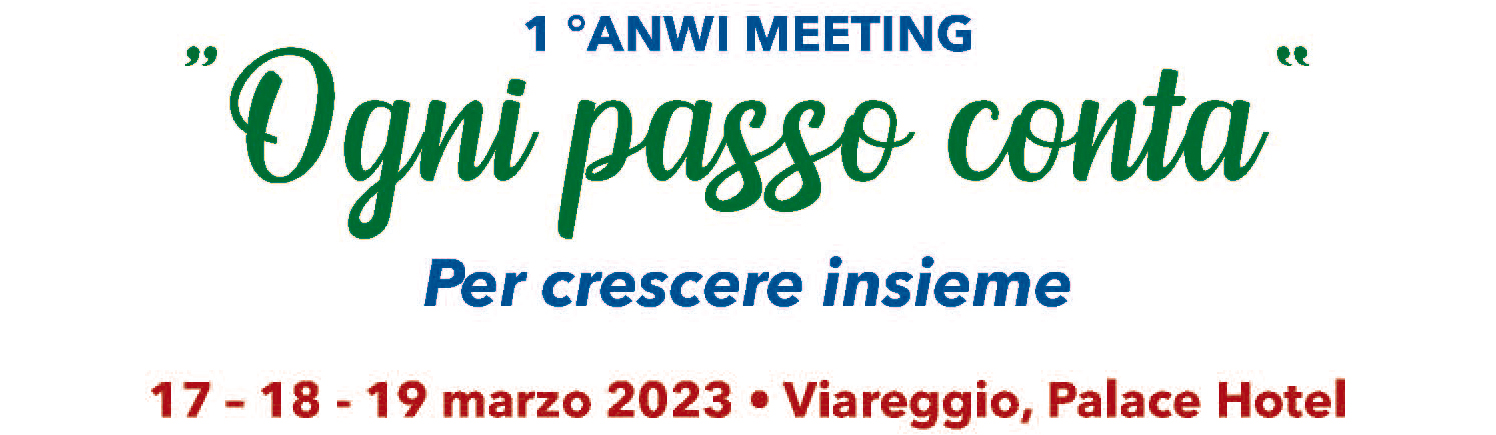 1 °ANWI MEETING
”Ogni passo conta‟
Per crescere insieme
17 – 18 - 19 marzo 2023 • Viareggio, Palace Hotel